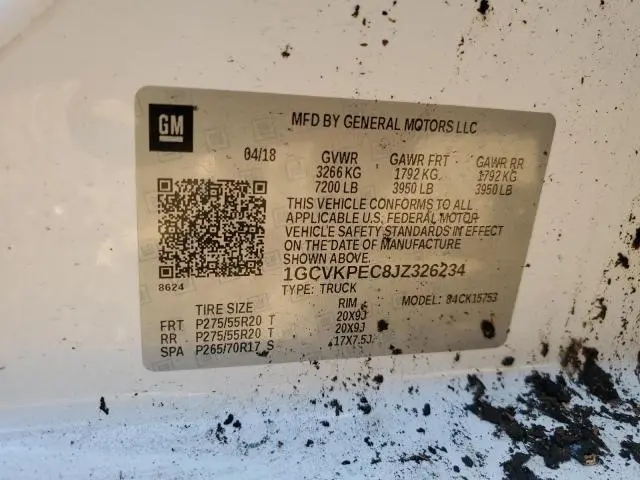 GM
MFD BY GENERAL MOTORS LLC
04/18 GVWR GAWR FRT GAWR RR
3266 KG 1792 KG 1792 KG
7200 LB 3950 LB 3950 LB
THIS VEHICLE CONFORMS TO ALL
APPLICABLE U.S. FEDERAL MOTOR
VEHICLE SAFETY STANDARDS IN EFFECT
ON THE DATE OF MANUFACTURE
SHOWN ABOVE.
8624
1GCVKPEC8JZ326234
TYPE: TRUCK MODEL: 84CK15753
TIRE SIZE RIM
FRT P275/55R20 T 20X9J
RR P275/55R20 T 20X9J
SPA P265/70R17 S 17X7.5J